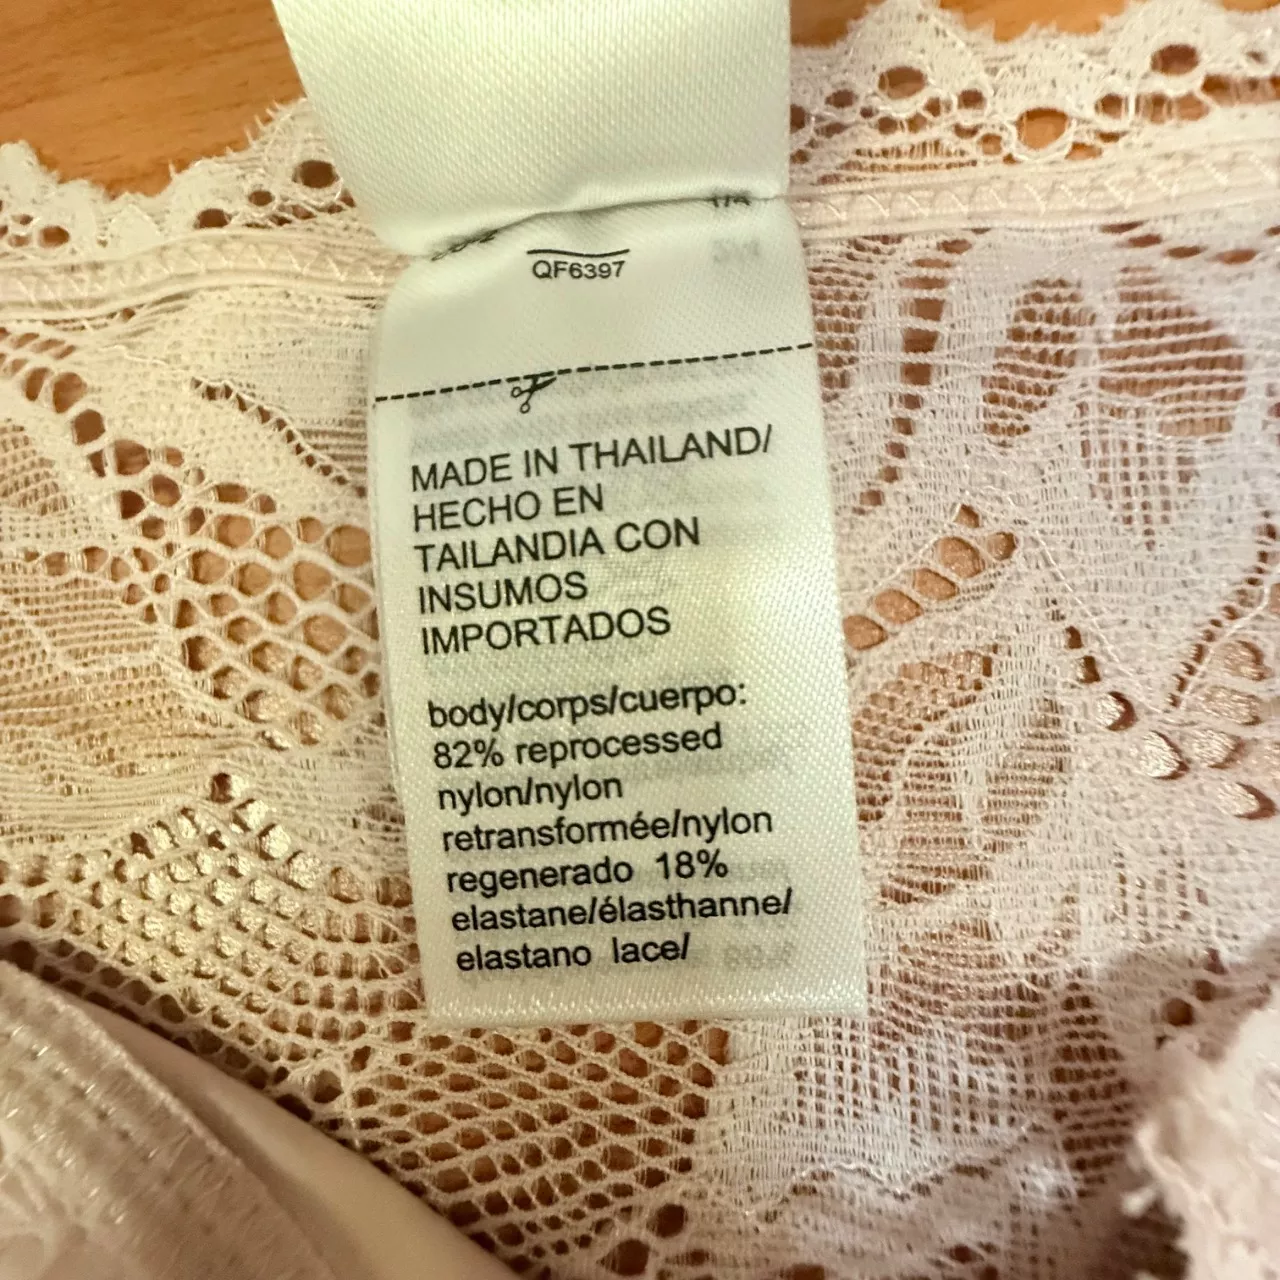 QF6397
MADE IN THAILAND/
HECHO EN
TAILANDIA CON
INSUMOS
IMPORTADOS
body/corps/cuerpo:
82% reprocessed
nylon/nylon
retransformée/nylon
regenerado 18%
elastane/élasthanne/
elastano lace/